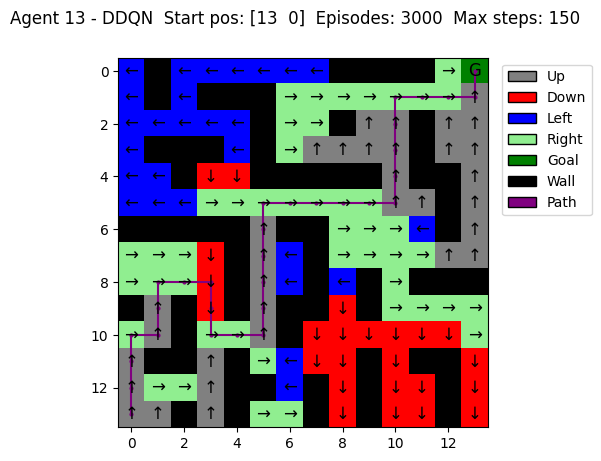 Agent 13 - DDQN  Start pos: [13  0]  Episodes: 3000  Max steps: 150
G
0
2
4
6
8
10
12
0 2 4 6 8 10 12
Up
Down
Left
Right
Goal
Wall
Path